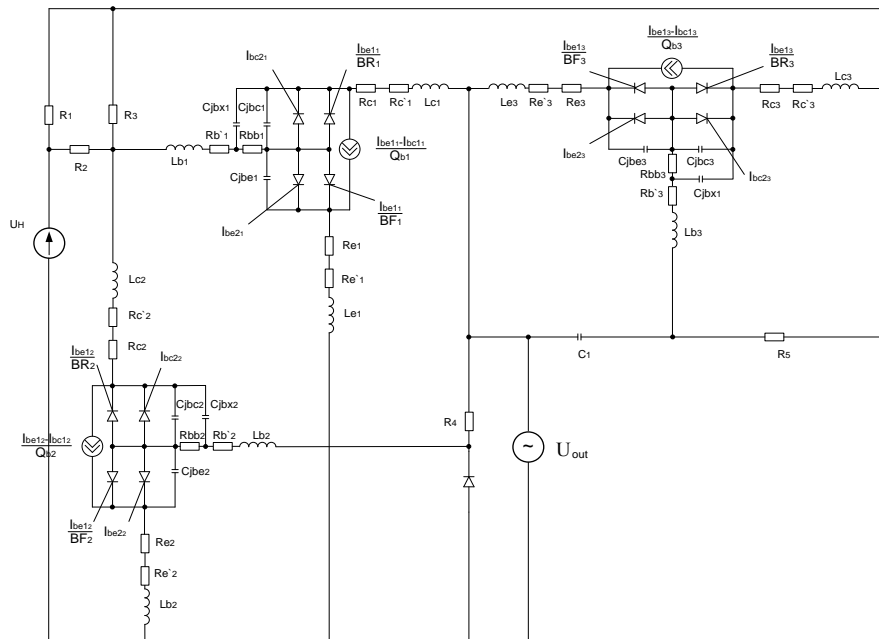 Ibe13-Ibc13
Qb3
Ibe13
BF3
Ibe13
BR3
Ibe11
BR1
Ibc21
Cjbx1
Cjbc1
Rc1
Rc`1
Lc1
Le3
Re`3
Re3
Rc3
Rc`3
Lc3
R1
R3
R2
Lb1
Rb`1
Rbb1
Cjbe1
Ibe11-Ibc11
Qb1
Ibe21
Ibe11
BF1
Ibe23
Cjbe3
Cjbc3
Ibc23
Rbb3
Rb`3
Cjbx1
Lb3
UH
Re1
Re`1
Le1
Lc2
Rc`2
Rc2
C1
R5
Ibe12
BR2
Ibc22
Cjbc2
Cjbx2
Ibe12-Ibc12
Qb2
Rbb2
Rb`2
Lb2
Cjbe2
R4
~
Uout
Ibe12
BF2
Ibe22
Re2
Re`2
Lb2